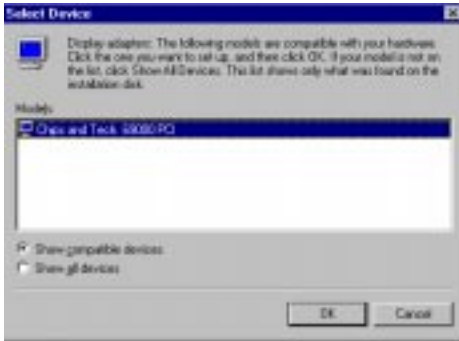 Select Device
Display adapters: The following models are compatible with your hardware.
Click the one you want to set up, and then click OK. If your model is not on
the list, click Show All Devices. This list shows only what was found on the
installation disk.
Models:
Chips and Tech. 69000 PCI
Show compatible devices
Show all devices
OK
Cancel